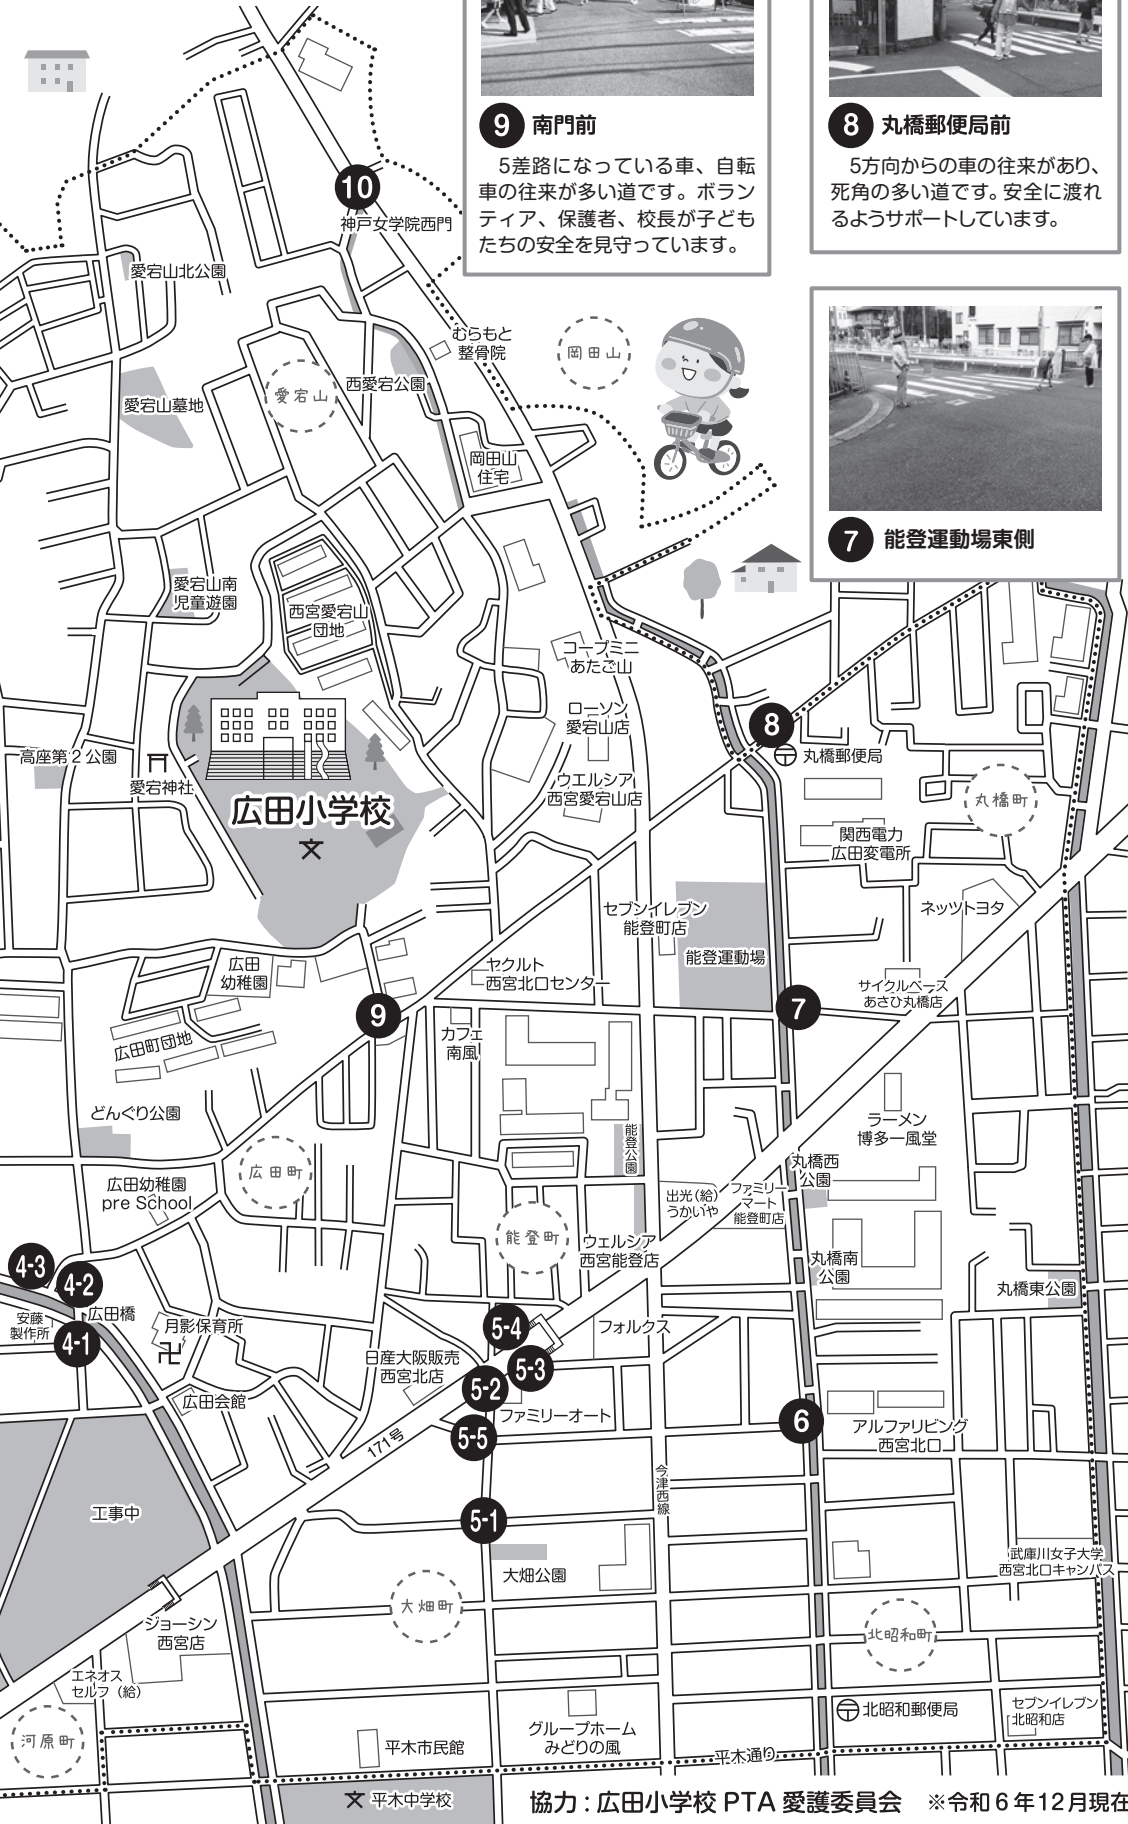 9 南門前
5差路になっている車、自転
車の往来が多い道です。ボラン
ティア、保護者、校長が子ども
たちの安全を見守っています。
8 丸橋郵便局前
5方向からの車の往来があり、
死角の多い道です。安全に渡れ
るようサポートしています。
7 能登運動場東側
10
神戸女学院西門
愛宕山北公園
むらもと
整骨院
岡田山
愛宕山
西愛宕公園
愛宕山墓地
岡田山
住宅
愛宕山南
児童遊園
西宮愛宕山
団地
コープミニ
あたご山
ローソン
愛宕山店
8
丸橋郵便局
高座第2公園
愛宕神社
ウエルシア
西宮愛宕山店
丸橋町
広田小学校
文
関西電力
広田変電所
セブンイレブン
能登町店
ネッツトヨタ
能登運動場
広田
幼稚園
ヤクルト
西宮北口センター
サイクルベース
あさひ丸橋店
9
7
カフェ
南風
広田町団地
どんぐり公園
ラーメン
博多一風堂
能登公園
広田町
丸橋西
公園
広田幼稚園
pre School
出光(給)
うかいや
ファミリー
マート
能登町店
能登町
ウェルシア
西宮能登店
4-3
4-2
丸橋南
公園
丸橋東公園
安藤
製作所
広田橋
4-1
月影保育所
卍
5-4
フォルクス
日産大阪販売
西宮北店
5-3
5-2
広田会館
ファミリーオート
6
アルファリビング
西宮北口
171号
5-5
今津西線
工事中
5-1
大畑公園
武庫川女子大学
西宮北口キャンパス
大畑町
北昭和町
ジョーシン
西宮店
エネオス
セルフ（給）
河原町
グループホーム
みどりの風
〒北昭和郵便局
セブンイレブン
北昭和店
平木市民館
平木通り
文 平木中学校
協力：広田小学校 PTA 愛護委員会 ※令和6年12月現在